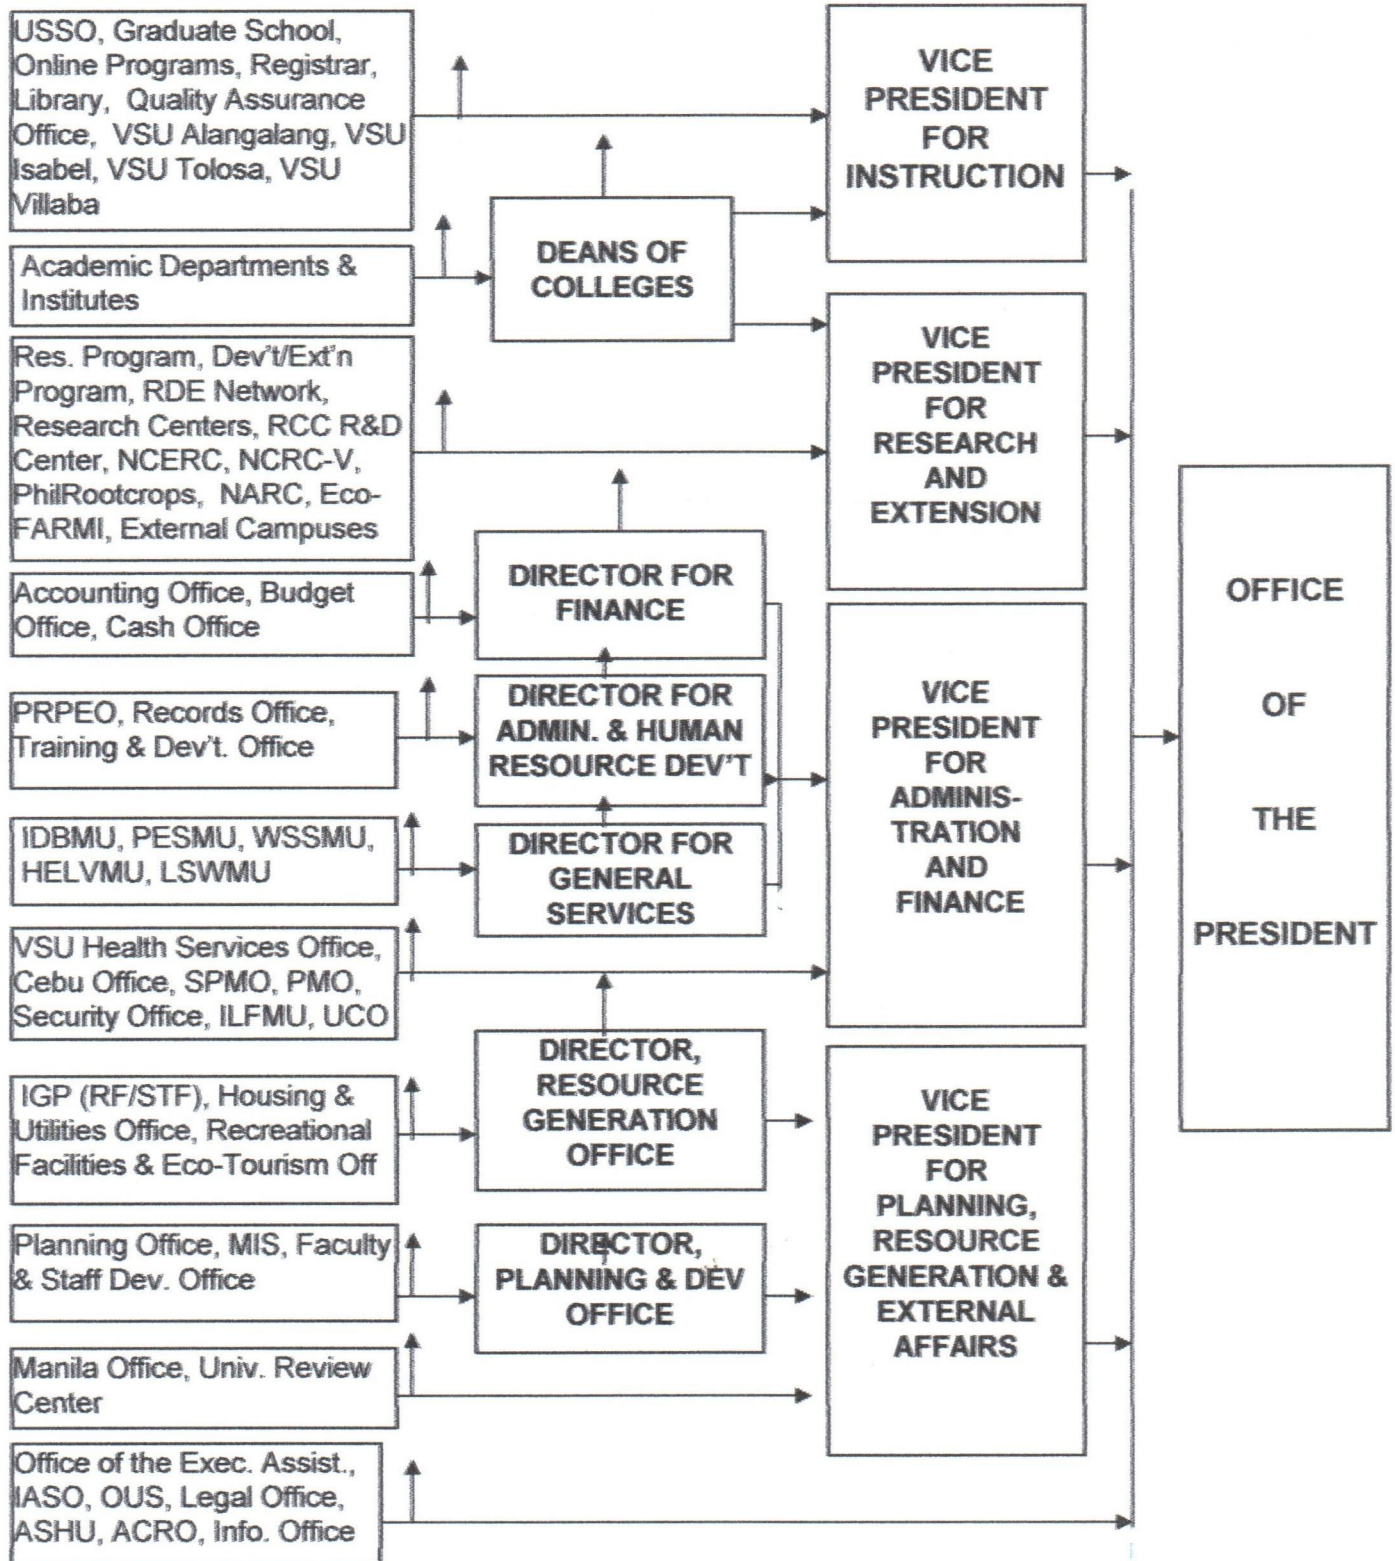 USSO, Graduate School,
Online Programs, Registrar,
Library, Quality Assurance
Office, VSU Alangalang, VSU
Isabel, VSU Tolosa, VSU
Villaba
Academic Departments &
Institutes
Res. Program, Dev't/Ext'n
Program, RDE Network,
Research Centers, RCC R&D
Center, NCERC, NCRC-V,
PhilRootcrops, NARC, Eco-
FARMI, External Campuses
Accounting Office, Budget
Office, Cash Office
PRPEO, Records Office,
Training & Dev't. Office
IDBMU, PESMU, WSSMU,
HELVMU, LSWMU
VSU Health Services Office,
Cebu Office, SPMO, PMO,
Security Office, ILFMU, UCO
IGP (RF/STF), Housing &
Utilities Office, Recreational
Facilities & Eco-Tourism Off
Planning Office, MIS, Faculty
& Staff Dev. Office
Manila Office, Univ. Review
Center
Office of the Exec. Assist.,
IASO, OUS, Legal Office,
ASHU, ACRO, Info. Office
DEANS OF
COLLEGES
DIRECTOR FOR
FINANCE
DIRECTOR FOR
ADMIN. & HUMAN
RESOURCE DEV'T
DIRECTOR FOR
GENERAL
SERVICES
DIRECTOR,
RESOURCE
GENERATION
OFFICE
DIRECTOR,
PLANNING & DEV
OFFICE
VICE
PRESIDENT
FOR
INSTRUCTION
VICE
PRESIDENT
FOR
RESEARCH
AND
EXTENSION
VICE
PRESIDENT
FOR
ADMINIS-
TRATION
AND
FINANCE
VICE
PRESIDENT
FOR
PLANNING,
RESOURCE
GENERATION &
EXTERNAL
AFFAIRS
OFFICE
OF
THE
PRESIDENT